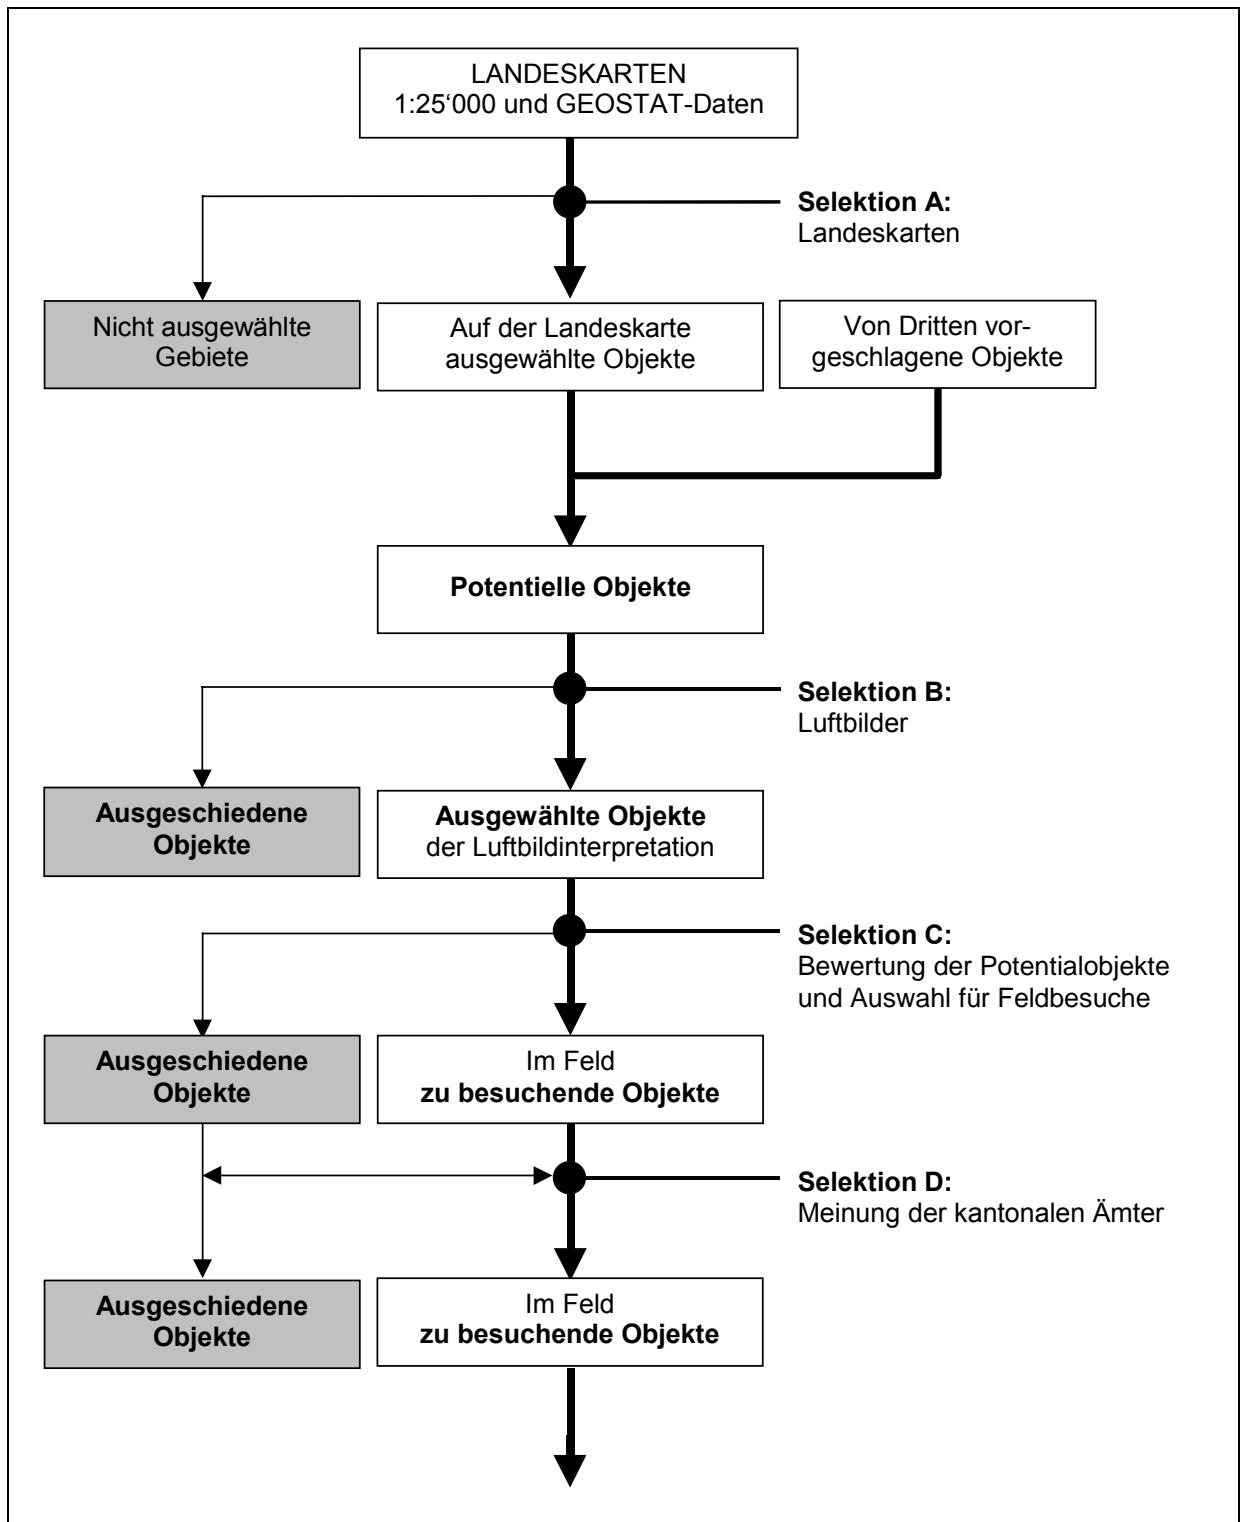 LANDESKARTEN
1:25‘000 und GEOSTAT-Daten
Selektion A:
Landeskarten
Nicht ausgewählte
Gebiete
Auf der Landeskarte
ausgewählte Objekte
Von Dritten vor-
geschlagene Objekte
Potentielle Objekte
Selektion B:
Luftbilder
Ausgeschiedene
Objekte
Ausgewählte Objekte
der Luftbildinterpretation
Selektion C:
Bewertung der Potentialobjekte
und Auswahl für Feldbesuche
Ausgeschiedene
Objekte
Im Feld
zu besuchende Objekte
Selektion D:
Meinung der kantonalen Ämter
Ausgeschiedene
Objekte
Im Feld
zu besuchende Objekte